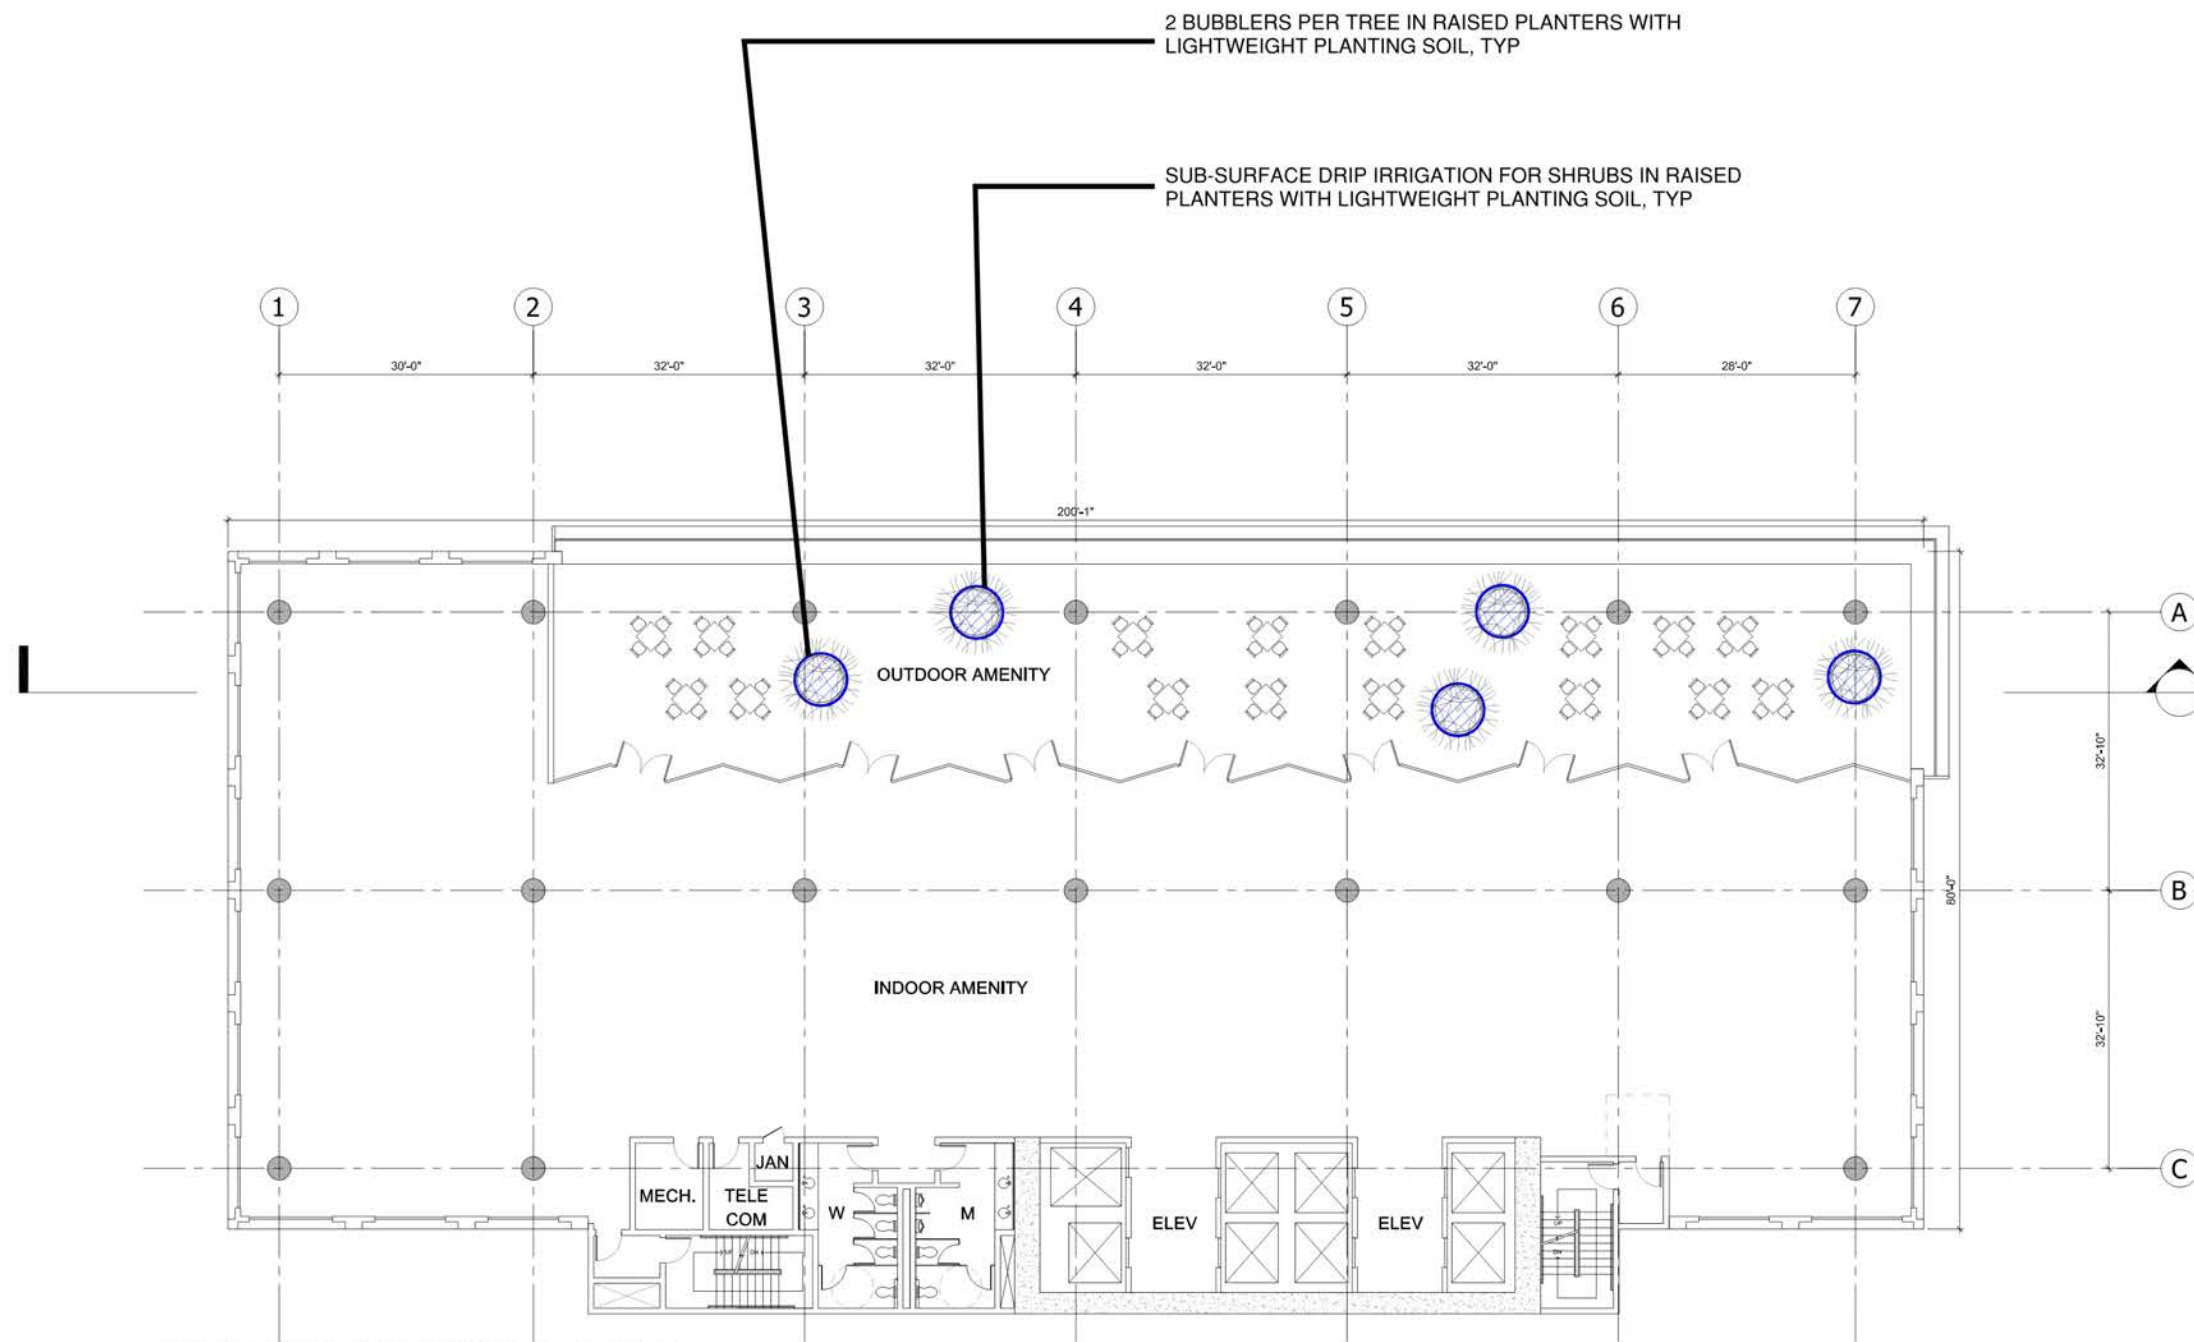 2 BUBBLERS PER TREE IN RAISED PLANTERS WITH
LIGHTWEIGHT PLANTING SOIL, TYP
SUB-SURFACE DRIP IRRIGATION FOR SHRUBS IN RAISED
PLANTERS WITH LIGHTWEIGHT PLANTING SOIL, TYP
1 2 3 4 5 6 7
30'-0" 32'-0" 32'-0" 32'-0" 32'-0" 28'-0"
200'-1"
A
OUTDOOR AMENITY
32'-10"
80'-0"
B
INDOOR AMENITY
32'-10"
JAN
C
MECH.
TELE
COM
W
M
ELEV
ELEV
DN
DN